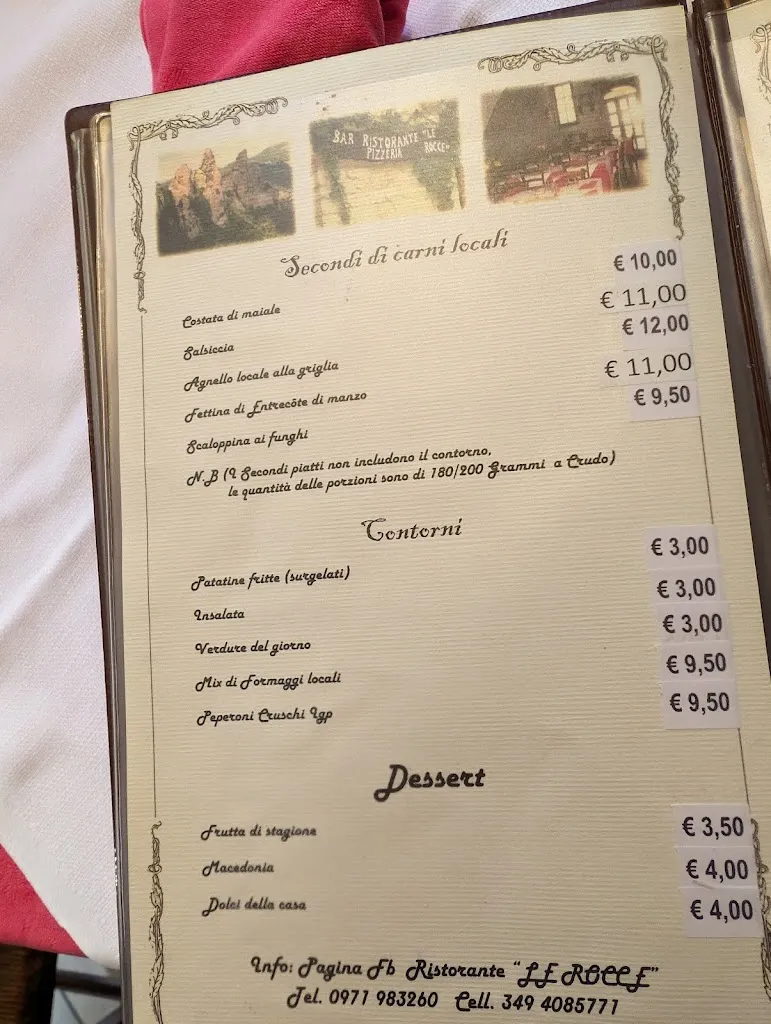 BAR RISTORANTE "LE
PIZZERIA ROCCE"
Secondi di carni locali
Costata di maiale € 10,00
Salsiccia € 11,00
Agnello locale alla griglia € 12,00
Fettina di Entrecôte di manzo € 11,00
Scaloppina ai funghi € 9,50
N.B (I Secondi piatti non includono il contorno,
le quantità delle porzioni sono di 180/200 Grammi a Crudo)
Contorni
Patatine fritte (surgelati) € 3,00
Insalata € 3,00
Verdure del giorno € 3,00
Mix di Formaggi locali € 9,50
Peperoni Cruschi Igp € 9,50
Dessert
Frutta di stagione € 3,50
Macedonia € 4,00
Dolci della casa € 4,00
Info: Pagina Fb Ristorante "LE ROCCE"
Tel. 0971 983260 Cell. 349 4085771